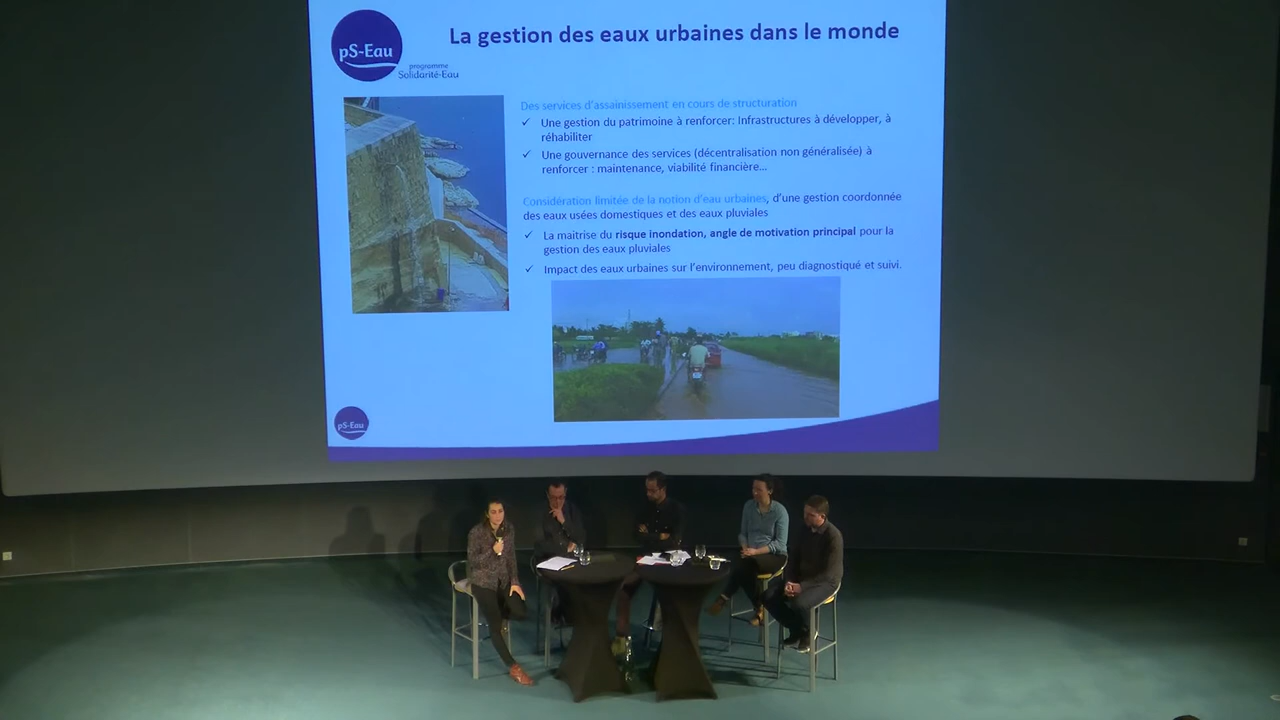 La gestion des eaux urbaines dans le monde
pS-Eau
programme
Solidarité-Eau
Des services d'assainissement en cours de structuration
✓ Une gestion du patrimoine à renforcer: Infrastructures à développer, à
réhabiliter
✓ Une gouvernance des services (décentralisation non généralisée) à
renforcer : maintenance, viabilité financière...
Considération limitée de la notion d'eau urbaines, d'une gestion coordonnée
des eaux usées domestiques et des eaux pluviales
✓ La maîtrise du risque inondation, angle de motivation principal pour la
gestion des eaux pluviales
✓ Impact des eaux urbaines sur l'environnement, peu diagnostiqué et suivi.
pS-Eau